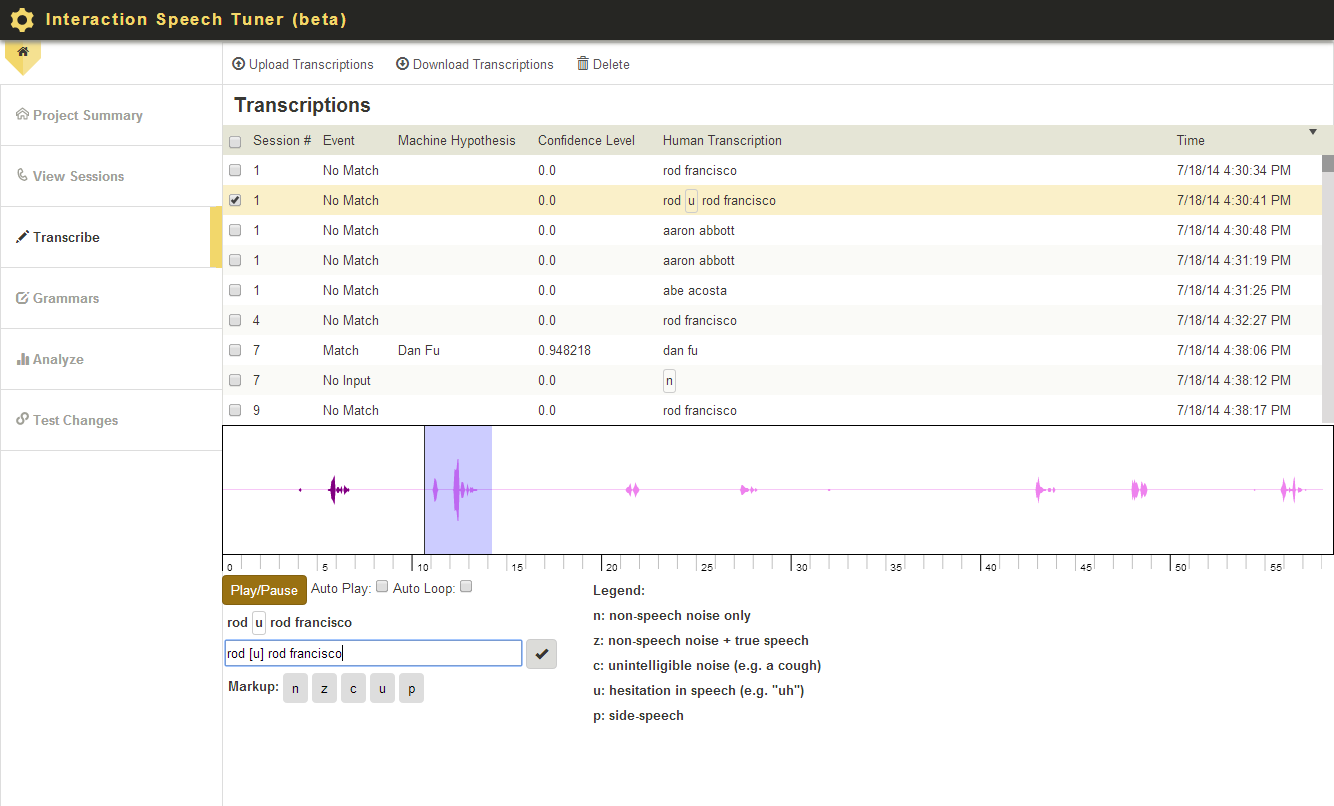 Interaction Speech Tuner (beta)
Upload Transcriptions Download Transcriptions Delete
Project Summary
View Sessions
Transcribe
Grammars
Analyze
Test Changes
Transcriptions
Session # Event Machine Hypothesis Confidence Level Human Transcription Time
1 No Match 0.0 rod francisco 7/18/14 4:30:34 PM
1 No Match 0.0 rod u rod francisco 7/18/14 4:30:41 PM
1 No Match 0.0 aaron abbott 7/18/14 4:30:48 PM
1 No Match 0.0 aaron abbott 7/18/14 4:31:19 PM
1 No Match 0.0 abe acosta 7/18/14 4:31:25 PM
4 No Match 0.0 rod francisco 7/18/14 4:32:27 PM
7 Match Dan Fu 0.948218 dan fu 7/18/14 4:38:06 PM
7 No Input 0.0 n 7/18/14 4:38:12 PM
9 No Match 0.0 rod francisco 7/18/14 4:38:17 PM
0 5 10 15 20 25 30 35 40 45 50 55
Play/Pause Auto Play: Auto Loop:
rod u rod francisco
rod [u] rod francisco
Markup: n z c u p
Legend:
n: non-speech noise only
z: non-speech noise + true speech
c: unintelligible noise (e.g. a cough)
u: hesitation in speech (e.g. "uh")
p: side-speech